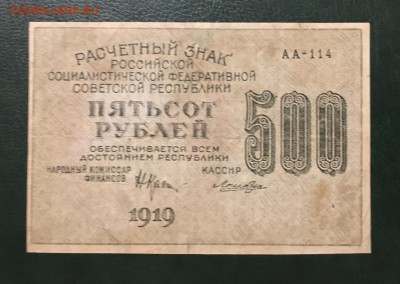 РАСЧЕТНЫЙ ЗНАК
РОССИЙСКОЙ
СОЦИАЛИСТИЧЕСКОЙ ФЕДЕРАТИВНОЙ
СОВЕТСКОЙ РЕСПУБЛИКИ
АА-114
ПЯТЬСОТ
РУБЛЕЙ
500
ОБЕСПЕЧИВАЕТСЯ ВСЕМ
ДОСТОЯНИЕМ РЕСПУБЛИКИ
НАРОДНЫЙ КОМИССАР
ФИНАНСОВ
КАССИР
1919